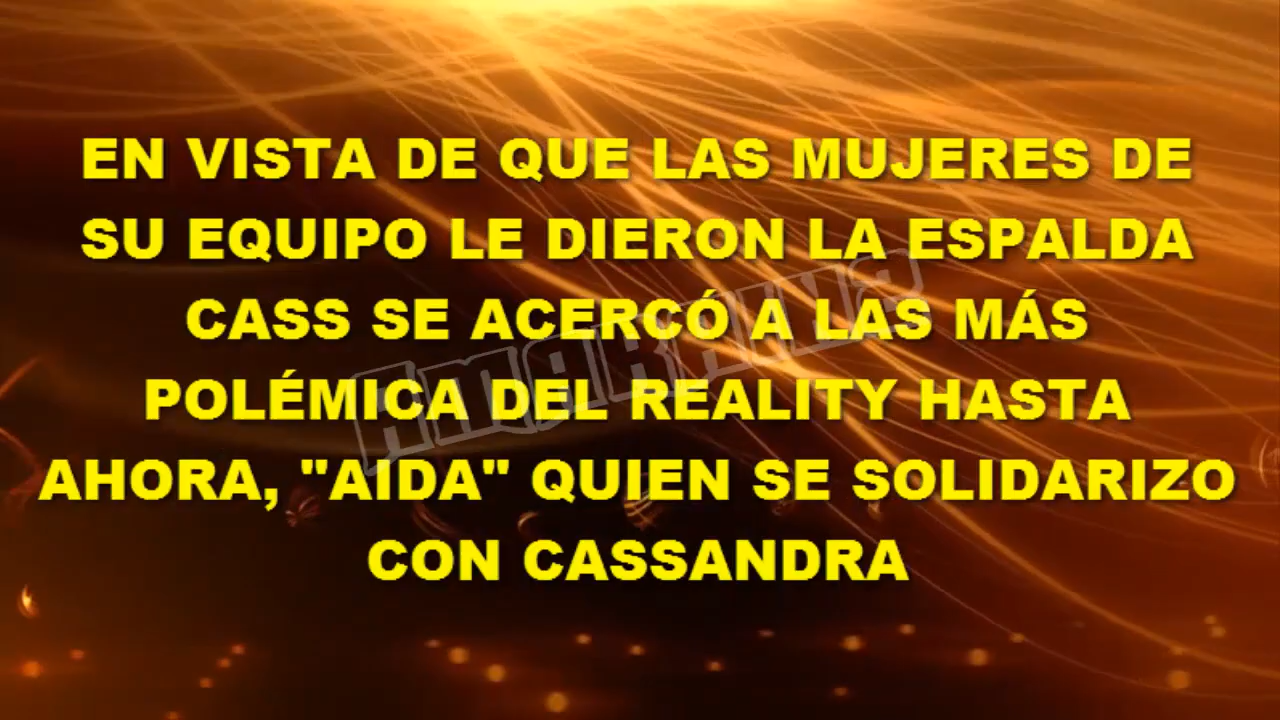 EN VISTA DE QUE LAS MUJERES DE
SU EQUIPO LE DIERON LA ESPALDA
CASS SE ACERCÓ A LAS MÁS
POLÉMICA DEL REALITY HASTA
AHORA, "AIDA" QUIEN SE SOLIDARIZO
CON CASSANDRA